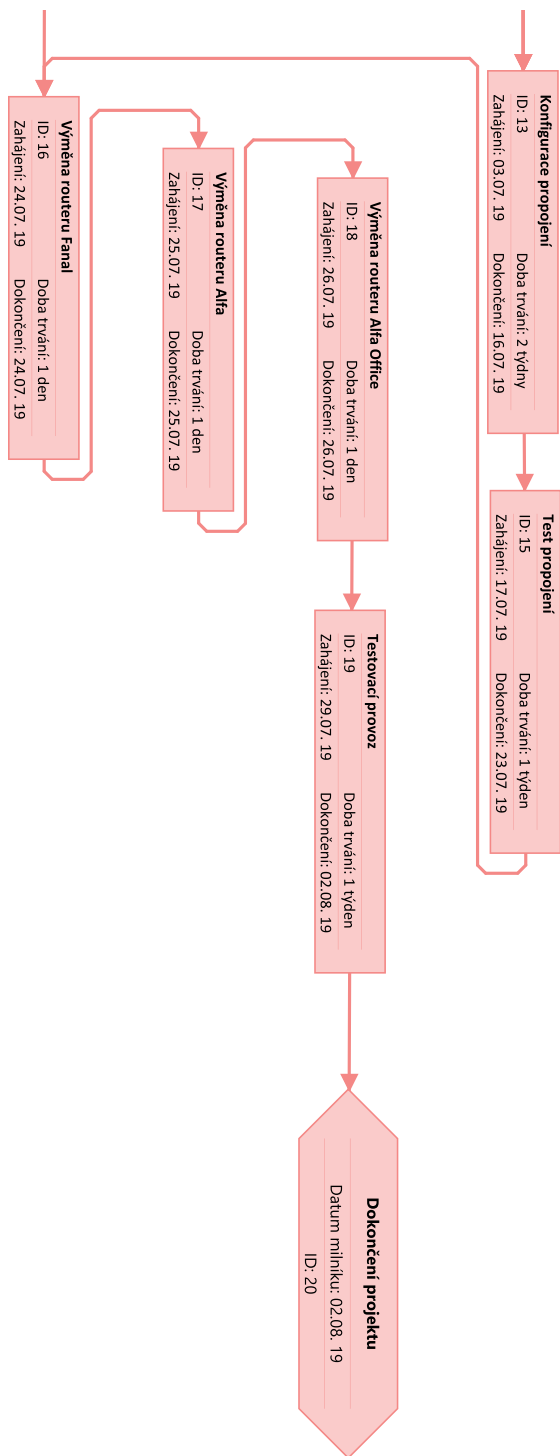 Konfigurace propojení
ID: 13 Doba trvání: 2 týdny
Zahájení: 03.07. 19 Dokončení: 16.07. 19
Test propojení
ID: 15 Doba trvání: 1 týden
Zahájení: 17.07. 19 Dokončení: 23.07. 19
Výměna routeru Fanal
ID: 16 Doba trvání: 1 den
Zahájení: 24.07. 19 Dokončení: 24.07. 19
Výměna routeru Alfa
ID: 17 Doba trvání: 1 den
Zahájení: 25.07. 19 Dokončení: 25.07. 19
Výměna routeru Alfa Office
ID: 18 Doba trvání: 1 den
Zahájení: 26.07. 19 Dokončení: 26.07. 19
Testovací provoz
ID: 19 Doba trvání: 1 týden
Zahájení: 29.07. 19 Dokončení: 02.08. 19
Dokončení projektu
Datum milníku: 02.08. 19
ID: 20